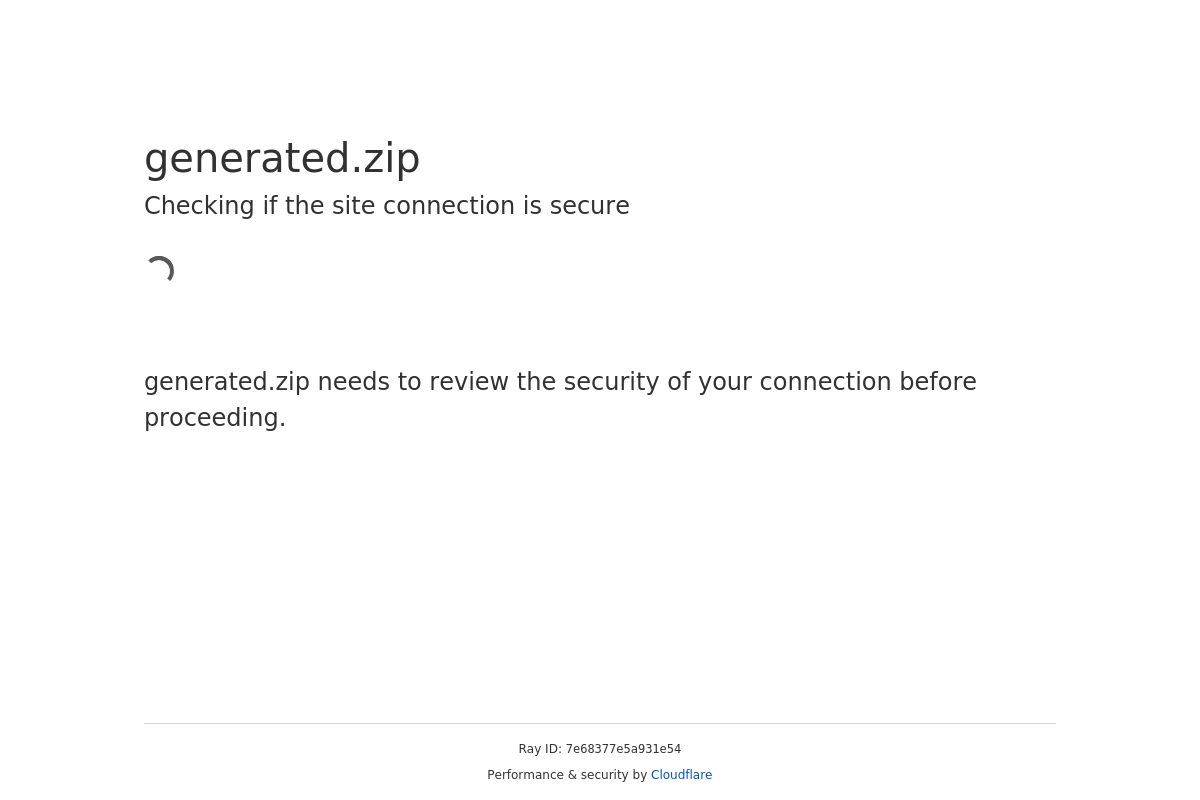 generated.zip
Checking if the site connection is secure
generated.zip needs to review the security of your connection before
proceeding.
Ray ID: 7e68377e5a931e54
Performance & security by Cloudflare